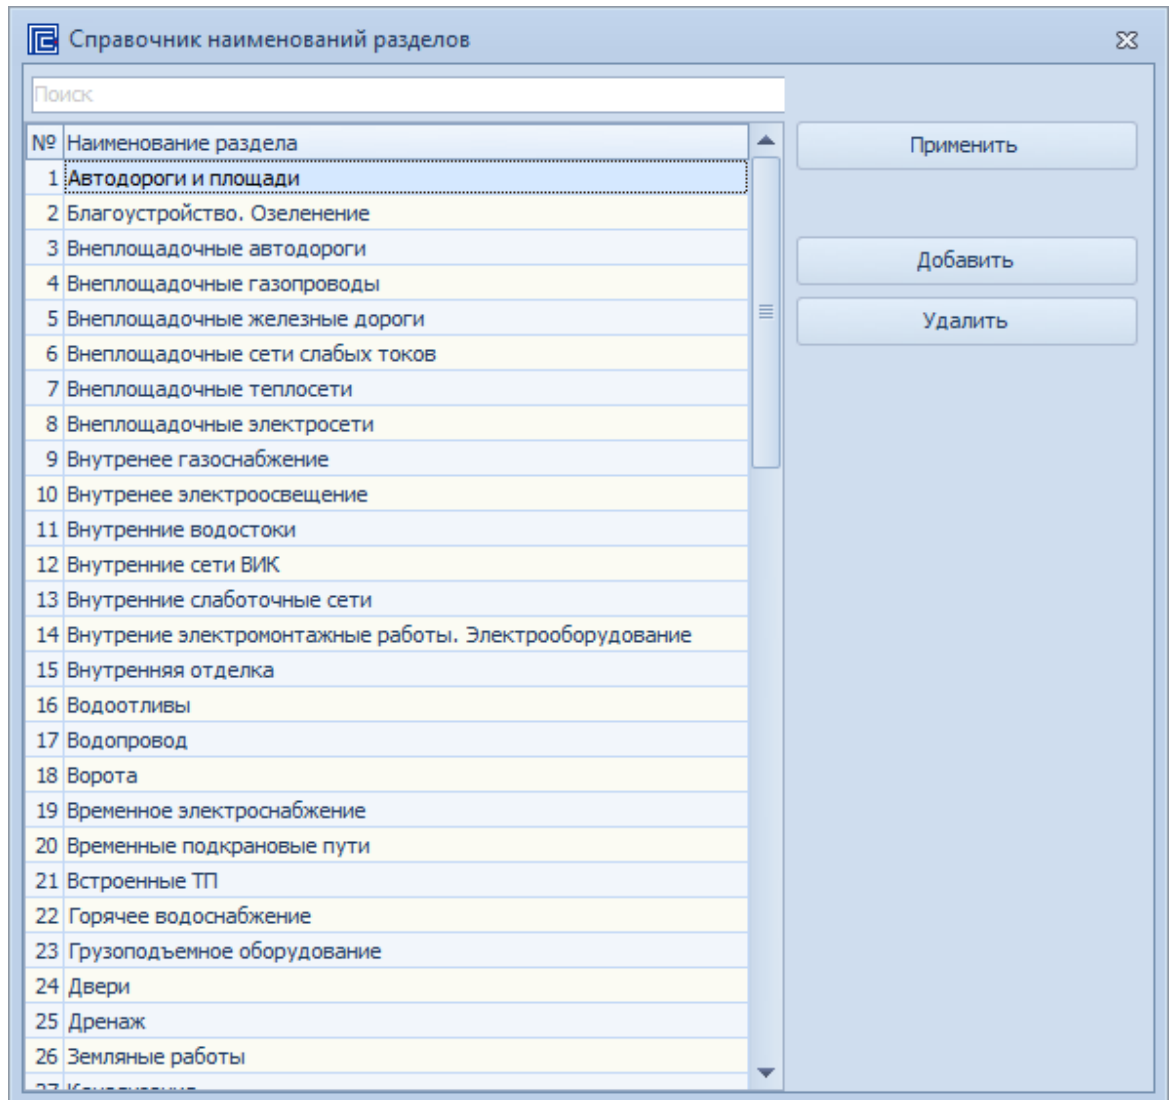 Справочник наименований разделов
Поиск
№ Наименование раздела
Применить
1 Автодороги и площади
2 Благоустройство. Озеленение
3 Внеплощадочные автодороги
Добавить
4 Внеплощадочные газопроводы
5 Внеплощадочные железные дороги
Удалить
6 Внеплощадочные сети слабых токов
7 Внеплощадочные теплосети
8 Внеплощадочные электросети
9 Внутренее газоснабжение
10 Внутренее электроосвещение
11 Внутренние водостоки
12 Внутренние сети ВИК
13 Внутренние слаботочные сети
14 Внутрение электромонтажные работы. Электрооборудование
15 Внутренняя отделка
16 Водоотливы
17 Водопровод
18 Ворота
19 Временное электроснабжение
20 Временные подкрановые пути
21 Встроенные ТП
22 Горячее водоснабжение
23 Грузоподъемное оборудование
24 Двери
25 Дренаж
26 Земляные работы
27